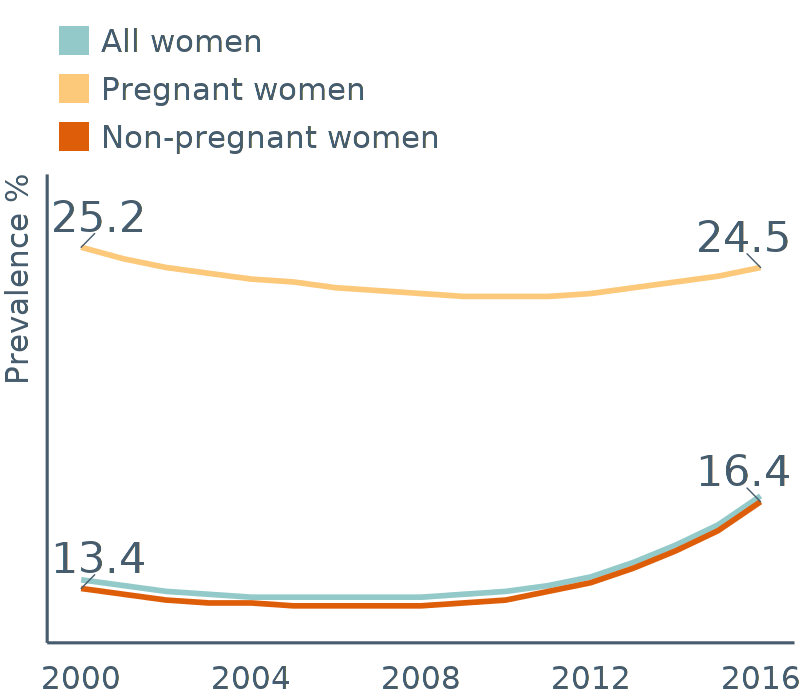 All women
Pregnant women
Non-pregnant women
Prevalence %
25.2
24.5
16.4
13.4
2000 2004 2008 2012 2016